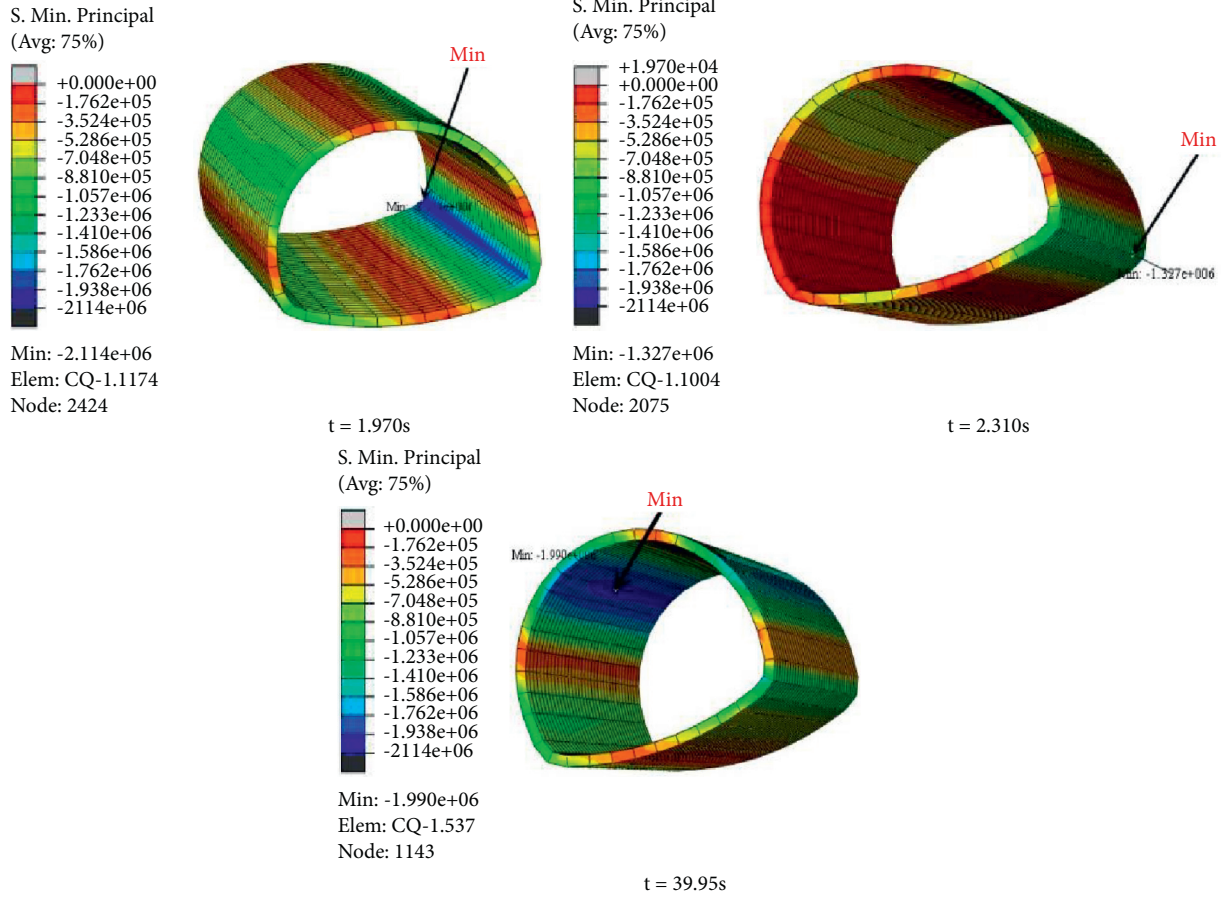 S. Min. Principal
(Avg: 75%)
+0.000e+00
-1.762e+05
-3.524e+05
-5.286e+05
-7.048e+05
-8.810e+05
-1.057e+06
-1.233e+06
-1.410e+06
-1.586e+06
-1.762e+06
-1.938e+06
-2114e+06
Min: -2.114e+06
Elem: CQ-1.1174
Node: 2424
Min
Min:
t = 1.970s
S. Min. Principal
(Avg: 75%)
+1.970e+04
+0.000e+00
-1.762e+05
-3.524e+05
-5.286e+05
-7.048e+05
-8.810e+05
-1.057e+06
-1.233e+06
-1.410e+06
-1.586e+06
-1.762e+06
-1.938e+06
-2114e+06
Min: -1.327e+06
Elem: CQ-1.1004
Node: 2075
Min
Min: -1.327e+006
t = 2.310s
S. Min. Principal
(Avg: 75%)
+0.000e+00
-1.762e+05
-3.524e+05
-5.286e+05
-7.048e+05
-8.810e+05
-1.057e+06
-1.233e+06
-1.410e+06
-1.586e+06
-1.762e+06
-1.938e+06
-2114e+06
Min: -1.990e+06
Elem: CQ-1.537
Node: 1143
Min
Min:
t = 39.95s